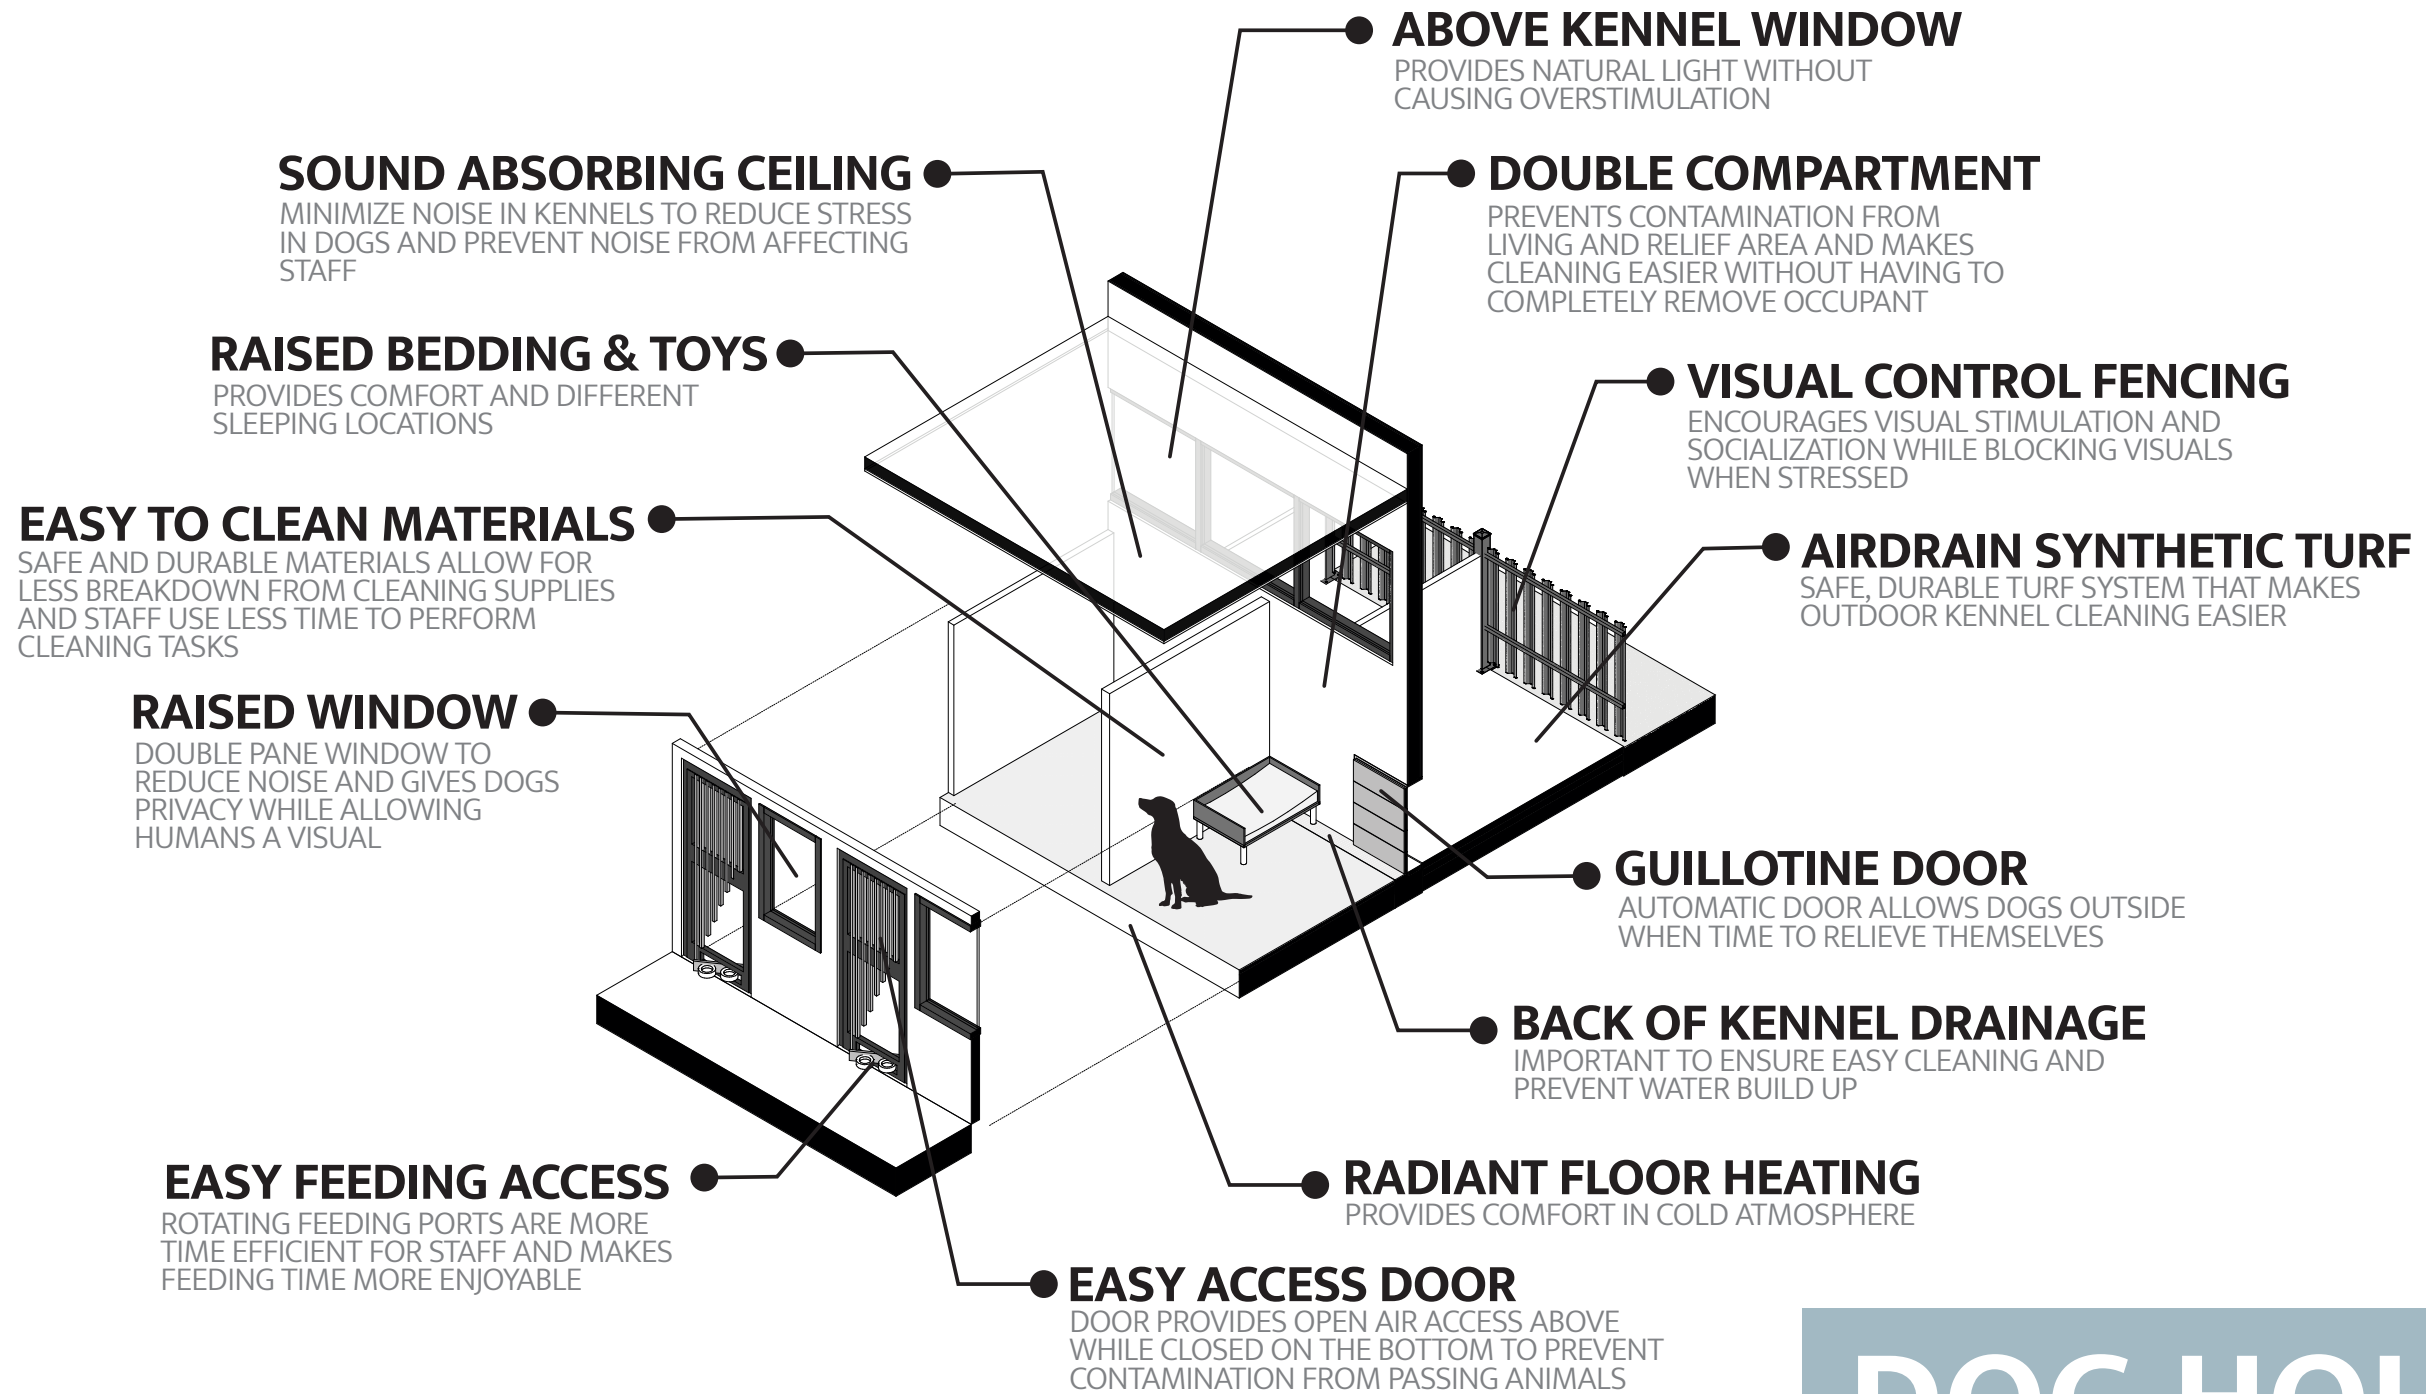 ABOVE KENNEL WINDOW
PROVIDES NATURAL LIGHT WITHOUT
CAUSING OVERSTIMULATION
SOUND ABSORBING CEILING
MINIMIZE NOISE IN KENNELS TO REDUCE STRESS
IN DOGS AND PREVENT NOISE FROM AFFECTING
STAFF
DOUBLE COMPARTMENT
PREVENTS CONTAMINATION FROM
LIVING AND RELIEF AREA AND MAKES
CLEANING EASIER WITHOUT HAVING TO
COMPLETELY REMOVE OCCUPANT
RAISED BEDDING & TOYS
PROVIDES COMFORT AND DIFFERENT
SLEEPING LOCATIONS
VISUAL CONTROL FENCING
ENCOURAGES VISUAL STIMULATION AND
SOCIALIZATION WHILE BLOCKING VISUALS
WHEN STRESSED
EASY TO CLEAN MATERIALS
SAFE AND DURABLE MATERIALS ALLOW FOR
LESS BREAKDOWN FROM CLEANING SUPPLIES
AND STAFF USE LESS TIME TO PERFORM
CLEANING TASKS
AIRDRAIN SYNTHETIC TURF
SAFE, DURABLE TURF SYSTEM THAT MAKES
OUTDOOR KENNEL CLEANING EASIER
RAISED WINDOW
DOUBLE PANE WINDOW TO
REDUCE NOISE AND GIVES DOGS
PRIVACY WHILE ALLOWING
HUMANS A VISUAL
GUILLOTINE DOOR
AUTOMATIC DOOR ALLOWS DOGS OUTSIDE
WHEN TIME TO RELIEVE THEMSELVES
BACK OF KENNEL DRAINAGE
IMPORTANT TO ENSURE EASY CLEANING AND
PREVENT WATER BUILD UP
EASY FEEDING ACCESS
ROTATING FEEDING PORTS ARE MORE
TIME EFFICIENT FOR STAFF AND MAKES
FEEDING TIME MORE ENJOYABLE
RADIANT FLOOR HEATING
PROVIDES COMFORT IN COLD ATMOSPHERE
EASY ACCESS DOOR
DOOR PROVIDES OPEN AIR ACCESS ABOVE
WHILE CLOSED ON THE BOTTOM TO PREVENT
CONTAMINATION FROM PASSING ANIMALS
DOG